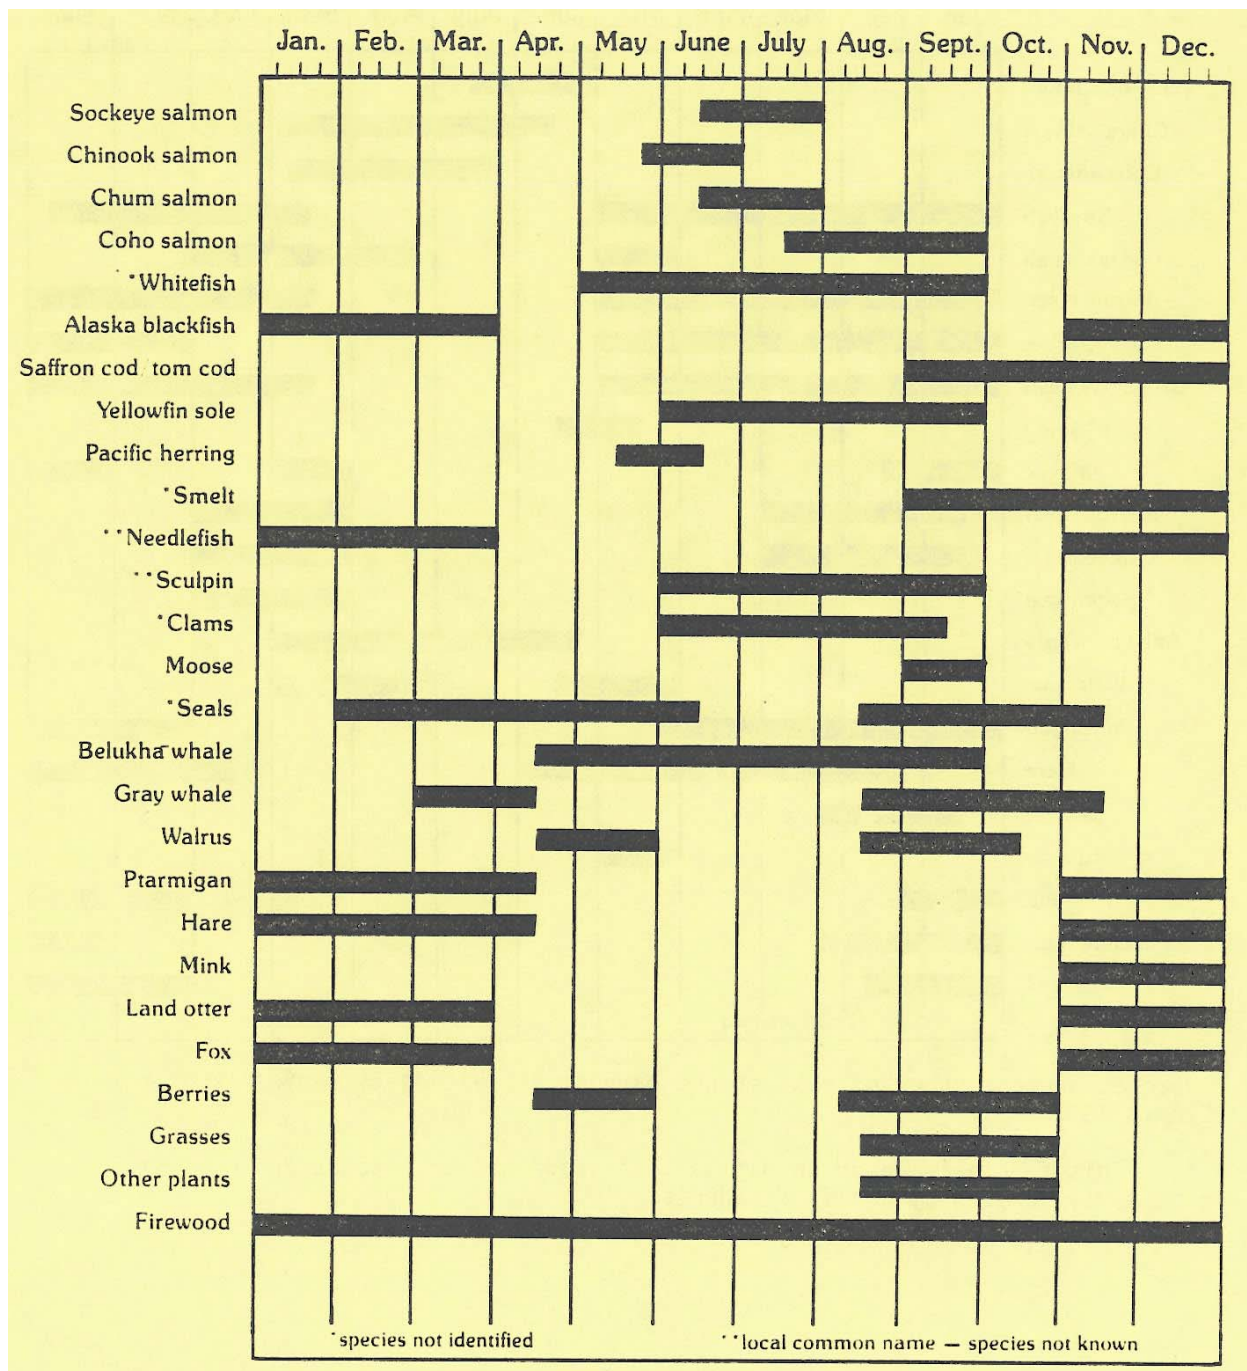 Jan. Feb. Mar. Apr. May June July Aug. Sept. Oct. Nov. Dec.
Sockeye salmon
Chinook salmon
Chum salmon
Coho salmon
*Whitefish
Alaska blackfish
Saffron cod/tom cod
Yellowfin sole
Pacific herring
*Smelt
**Needlefish
**Sculpin
*Clams
Moose
*Seals
Belukha whale
Gray whale
Walrus
Ptarmigan
Hare
Mink
Land otter
Fox
Berries
Grasses
Other plants
Firewood
*species not identified **local common name — species not known